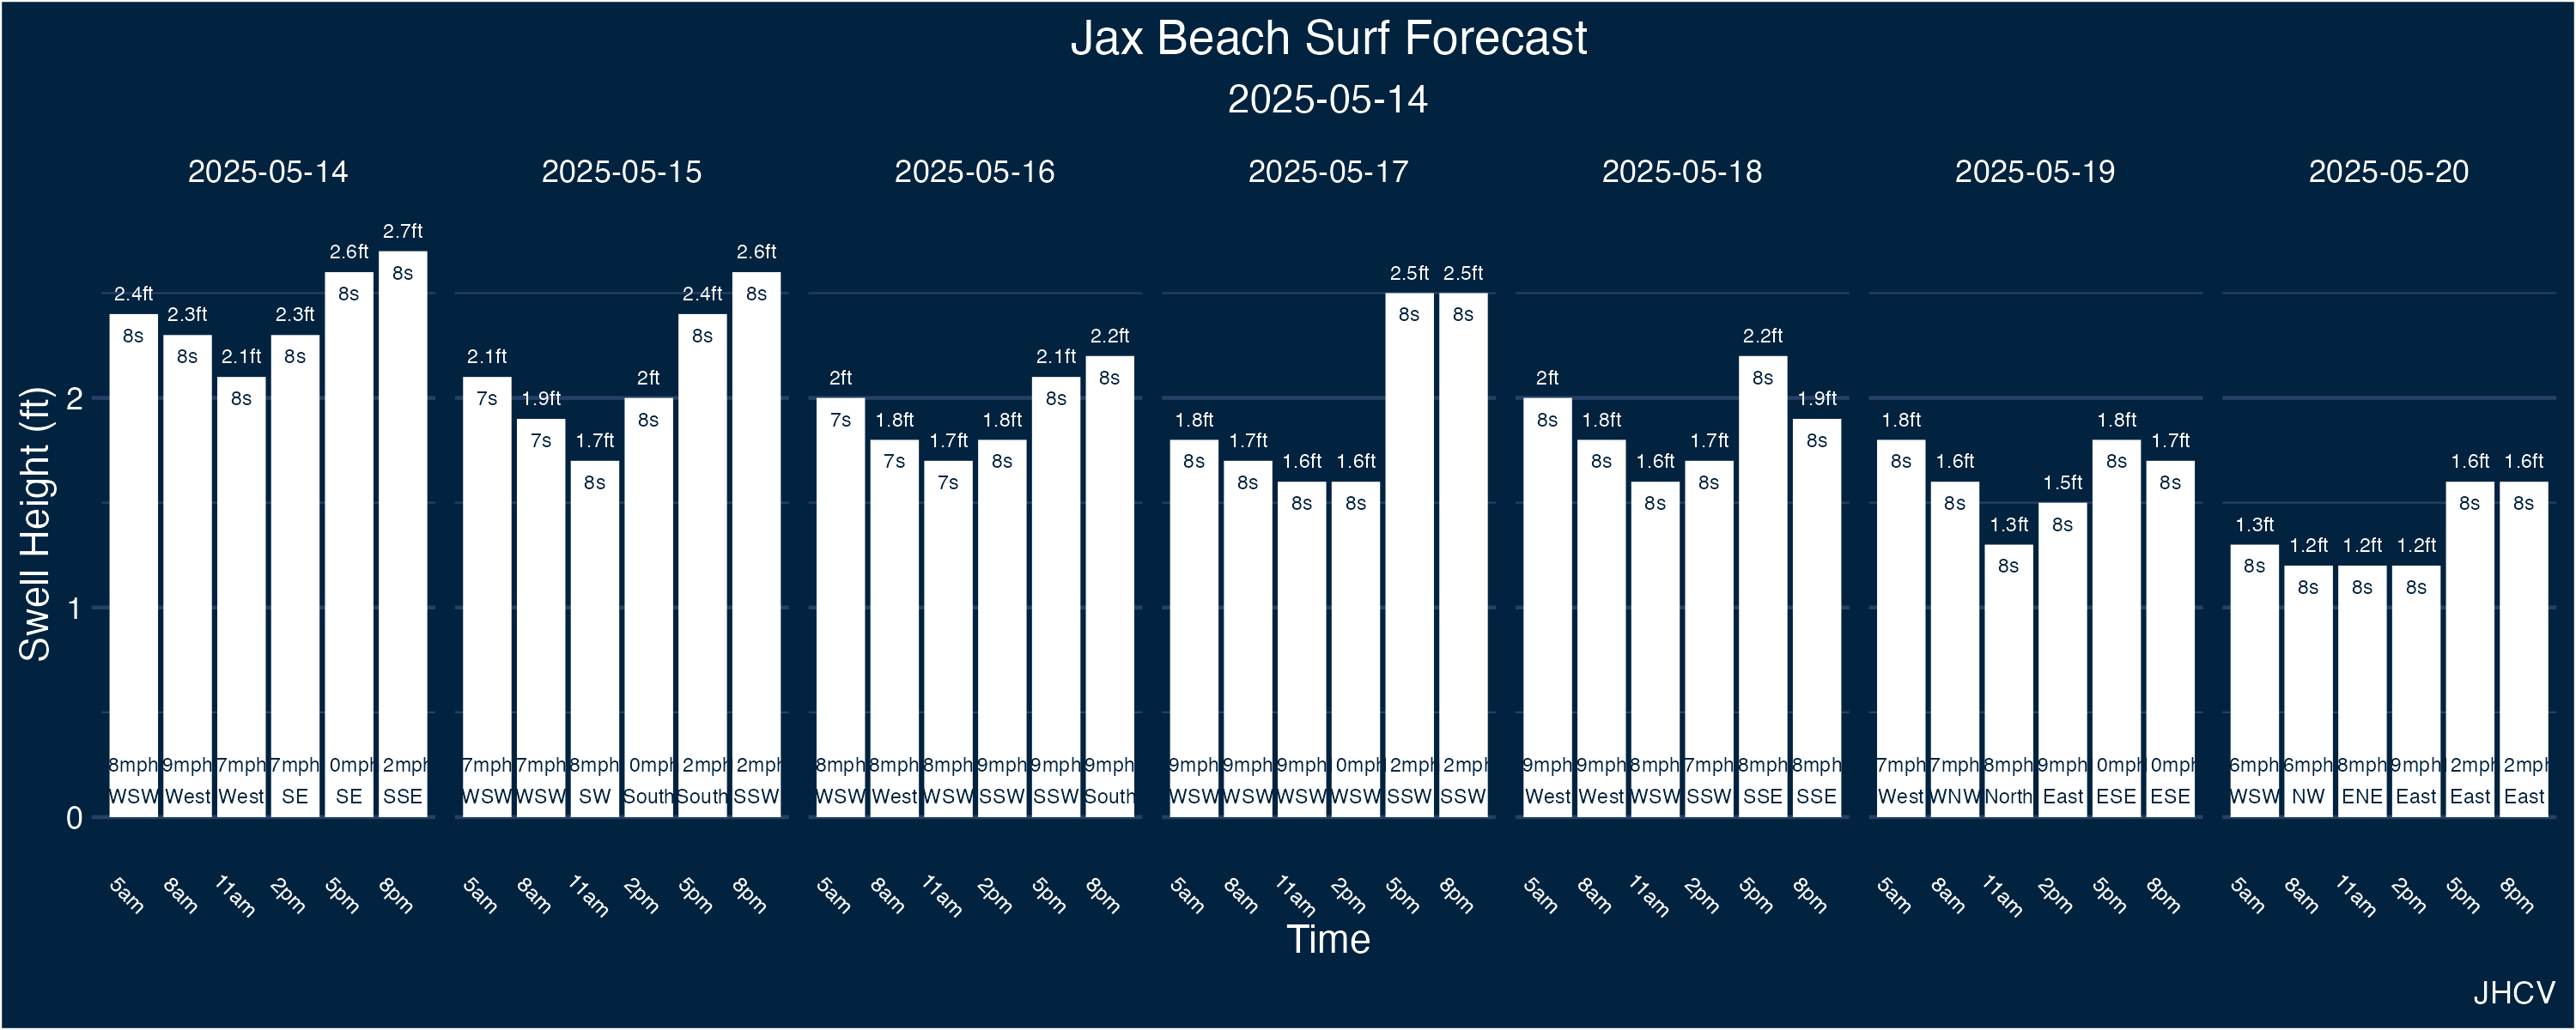 Jax Beach Surf Forecast
2025-05-14
2025-05-14 2025-05-15 2025-05-16 2025-05-17 2025-05-18 2025-05-19 2025-05-20
2.4ft 2.3ft 2.1ft 2.3ft 2.6ft 2.7ft
8s 8s 8s 8s 8s 8s
8mph 9mph 7mph 7mph 0mph 2mph
WSW West West SE SE SSE
5am 8am 11am 2pm 5pm 8pm
2.1ft 1.9ft 1.7ft 2ft 2.4ft 2.6ft
7s 7s 8s 8s 8s 8s
7mph 7mph 8mph 0mph 2mph 2mph
WSW WSW SW South South SSW
5am 8am 11am 2pm 5pm 8pm
2ft 1.8ft 1.7ft 1.8ft 2.1ft 2.2ft
7s 7s 7s 8s 8s 8s
8mph 8mph 8mph 9mph 9mph 9mph
WSW West WSW SSW SSW South
5am 8am 11am 2pm 5pm 8pm
1.8ft 1.7ft 1.6ft 1.6ft 2.5ft 2.5ft
8s 8s 8s 8s 8s 8s
9mph 9mph 9mph 0mph 2mph 2mph
WSW WSW WSW WSW SSW SSW
5am 8am 11am 2pm 5pm 8pm
2ft 1.8ft 1.6ft 1.7ft 2.2ft 1.9ft
8s 8s 8s 8s 8s 8s
9mph 9mph 8mph 7mph 8mph 8mph
West West WSW SSW SSE SSE
5am 8am 11am 2pm 5pm 8pm
1.8ft 1.6ft 1.3ft 1.5ft 1.8ft 1.7ft
8s 8s 8s 8s 8s 8s
7mph 7mph 8mph 9mph 0mph 0mph
West WNW North East ESE ESE
5am 8am 11am 2pm 5pm 8pm
1.3ft 1.2ft 1.2ft 1.2ft 1.6ft 1.6ft
8s 8s 8s 8s 8s 8s
6mph 6mph 8mph 9mph 2mph 2mph
WSW NW ENE East East East
5am 8am 11am 2pm 5pm 8pm
Swell Height (ft)
2
1
0
Time
JHCV